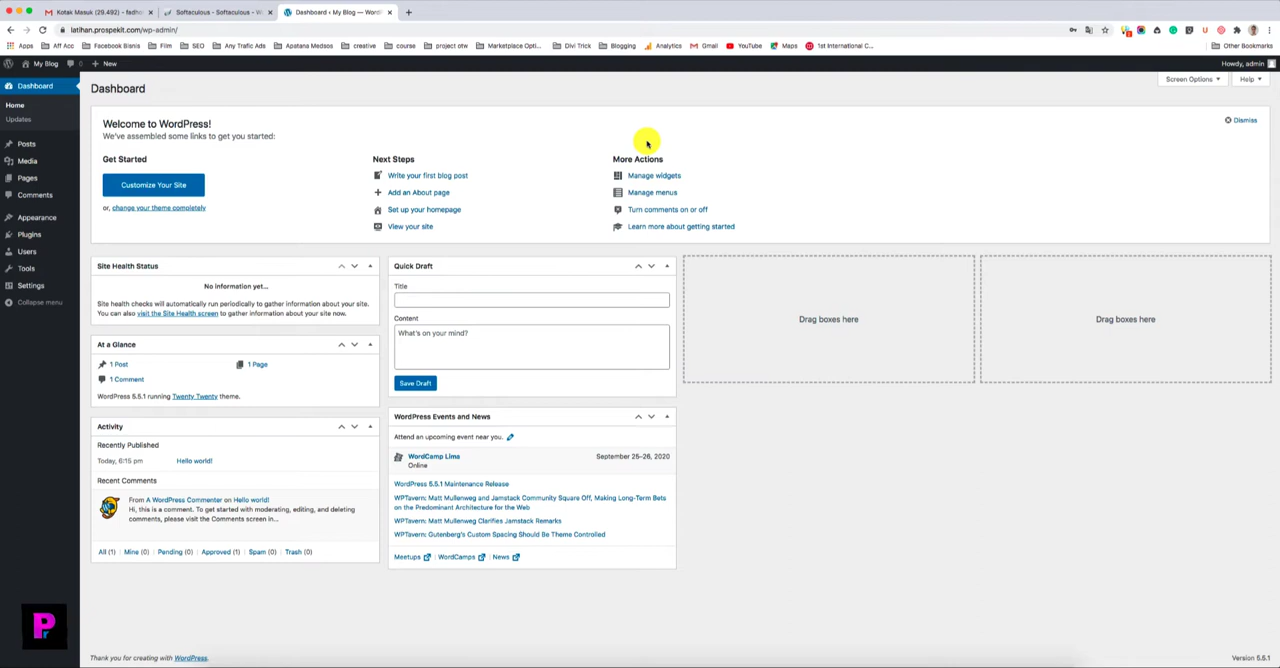 Kotak Masuk (29.492) - fadho
Softaculous - Softaculous - W
Dashboard ‹ My Blog — Word
latihan.prospekit.com/wp-admin/
Apps
Aff Acc
Facebook Bisnis
Film
SEO
Any Trafic Ads
Apatana Medsos
creative
course
project otw
Marketplace Opti...
Divi Trick
Blogging
Analytics
Gmail
YouTube
Maps
1st International C...
Other Bookmarks
My Blog
0
New
Howdy, admin
Dashboard
Home
Updates
Posts
Media
Pages
Comments
Appearance
Plugins
Users
Tools
Settings
Collapse menu
Dashboard
Screen Options
Help
Welcome to WordPress!
We've assembled some links to get you started:
Dismiss
Get Started
Customize Your Site
or, change your theme completely
Next Steps
Write your first blog post
Add an About page
Set up your homepage
View your site
More Actions
Manage widgets
Manage menus
Turn comments on or off
Learn more about getting started
Site Health Status
No information yet...
Site health checks will automatically run periodically to gather information about your site.
You can also visit the Site Health screen to gather information about your site now.
At a Glance
1 Post
1 Page
1 Comment
WordPress 5.5.1 running Twenty Twenty theme.
Activity
Recently Published
Today, 6:15 pm
Hello world!
Recent Comments
From A WordPress Commenter on Hello world!
Hi, this is a comment. To get started with moderating, editing, and deleting
comments, please visit the Comments screen in...
All (1) | Mine (0) | Pending (0) | Approved (1) | Spam (0) | Trash (0)
Quick Draft
Title
Content
What's on your mind?
Save Draft
WordPress Events and News
Attend an upcoming event near you.
WordCamp Lima
September 25-26, 2020
Online
WordPress 5.5.1 Maintenance Release
WPTavern: Matt Mullenweg and Jamstack Community Square Off, Making Long-Term Bets
on the Predominant Architecture for the Web
WPTavern: Matt Mullenweg Clarifies Jamstack Remarks
WPTavern: Gutenberg's Custom Spacing Should Be Theme Controlled
Meetups | WordCamps | News
Drag boxes here
Drag boxes here
Thank you for creating with WordPress.
Version 5.5.1